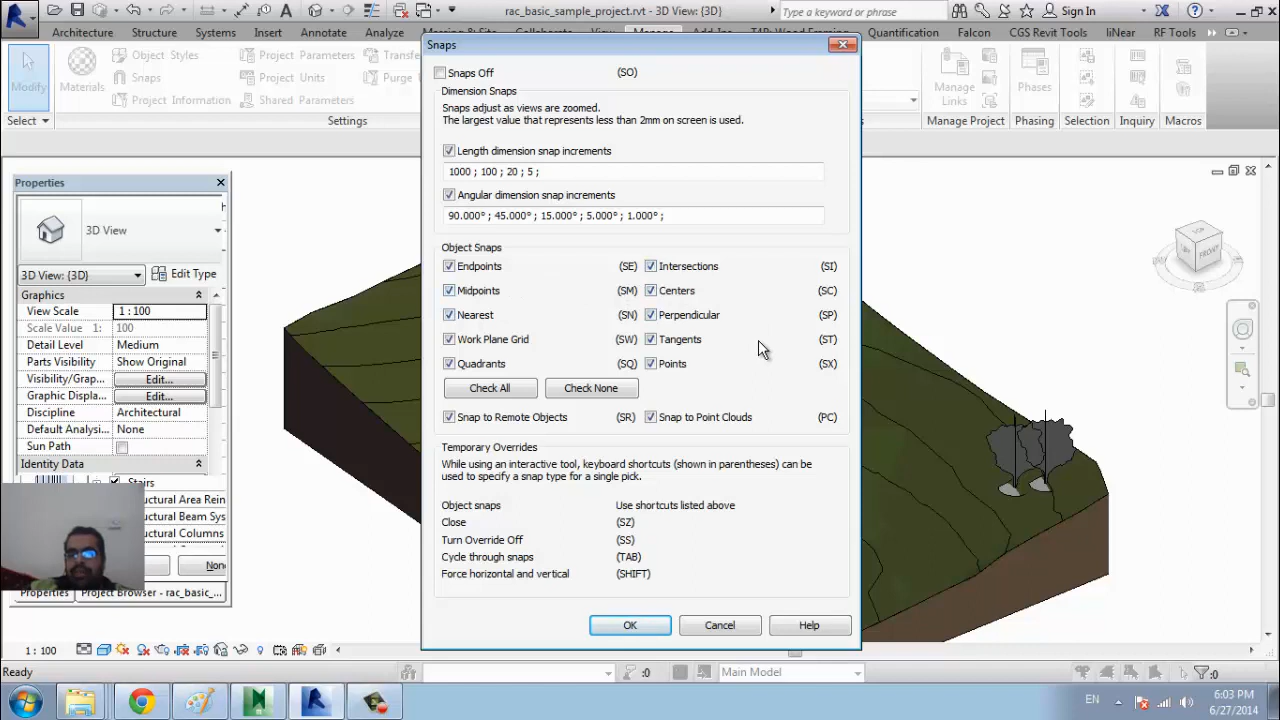 rac_basic_sample_project.rvt - 3D View: {3D}
Type a keyword or phrase
Sign In
Architecture Structure Systems Insert Annotate Analyze Massing & Site Collaborate View Manage Add-Ins Quantification Falcon CGS Revit Tools liNear RF Tools
Modify
Materials
Object Styles
Snaps
Project Information
Project Parameters
Project Units
Shared Parameters
Transfe
Purge
Manage Links
Phases
Select
Settings
Manage Project Phasing Selection Inquiry Macros
Properties
3D View
3D View: {3D}
Edit Type
Graphics
View Scale 1 : 100
Scale Value 1: 100
Detail Level Medium
Parts Visibility Show Original
Visibility/Grap... Edit...
Graphic Displa... Edit...
Discipline Architectural
Default Analysi... None
Sun Path
Identity Data
Stairs
uctural Area Rein
uctural Beam Sys
uctural Columns
None
Properties Project Browser - rac_basic_...
Snaps
Snaps Off (SO)
Dimension Snaps
Snaps adjust as views are zoomed.
The largest value that represents less than 2mm on screen is used.
Length dimension snap increments
1000 ; 100 ; 20 ; 5 ;
Angular dimension snap increments
90.000° ; 45.000° ; 15.000° ; 5.000° ; 1.000° ;
Object Snaps
Endpoints (SE) Intersections (SI)
Midpoints (SM) Centers (SC)
Nearest (SN) Perpendicular (SP)
Work Plane Grid (SW) Tangents (ST)
Quadrants (SQ) Points (SX)
Check All Check None
Snap to Remote Objects (SR) Snap to Point Clouds (PC)
Temporary Overrides
While using an interactive tool, keyboard shortcuts (shown in parentheses) can be
used to specify a snap type for a single pick.
Object snaps Use shortcuts listed above
Close (SZ)
Turn Override Off (SS)
Cycle through snaps (TAB)
Force horizontal and vertical (SHIFT)
OK Cancel Help
TOP
FRONT
1 : 100
Ready
:0
Main Model
:0
EN
6:03 PM
6/27/2014